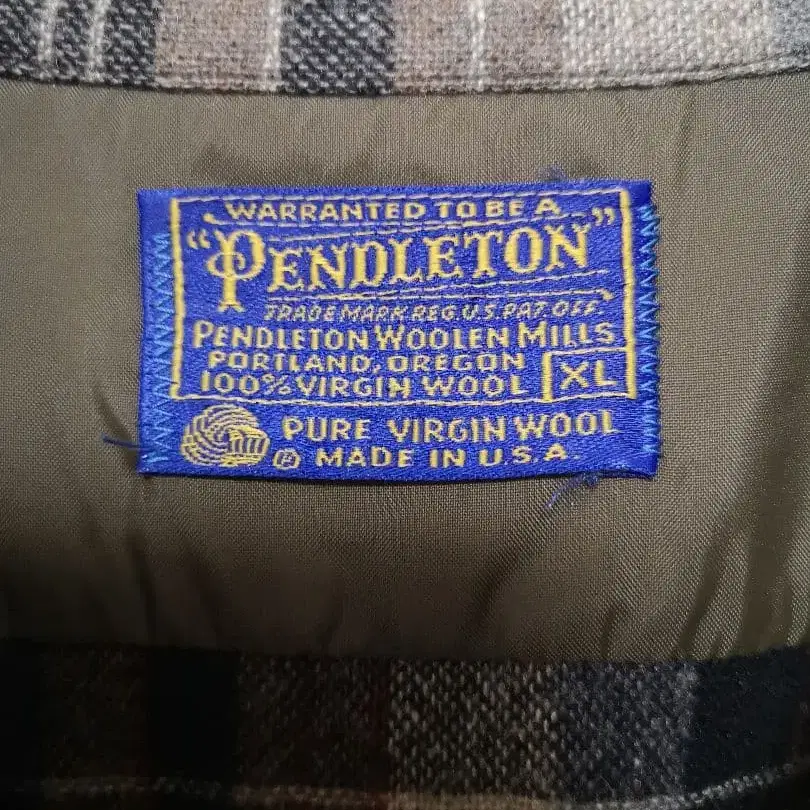 WARRANTED TO BE A
"PENDLETON"
TRADE MARK REG. U.S. PAT. OFF.
PENDLETON WOOLEN MILLS
PORTLAND, OREGON
100% VIRGIN WOOL XL
PURE VIRGIN WOOL
MADE IN U.S.A.